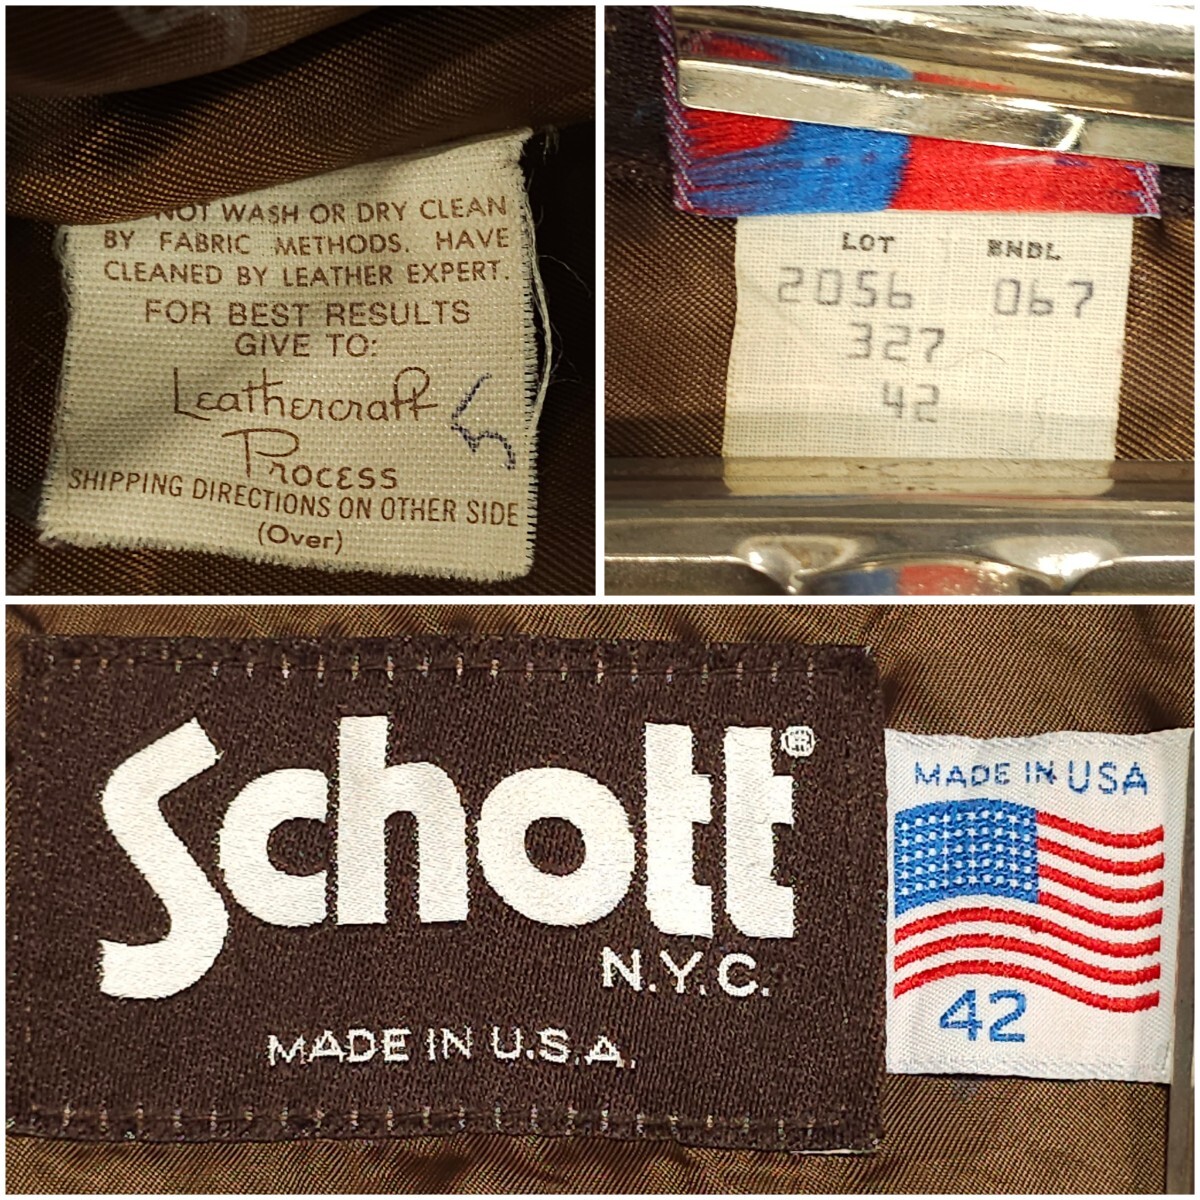 NOT WASH OR DRY CLEAN
BY FABRIC METHODS. HAVE
CLEANED BY LEATHER EXPERT.
FOR BEST RESULTS
GIVE TO:
Leathercraft
Process
SHIPPING DIRECTIONS ON OTHER SIDE
(Over)
LOT BNDL
2056 067
327
42
Schott®
N.Y.C.
MADE IN U.S.A.
MADE IN USA
42